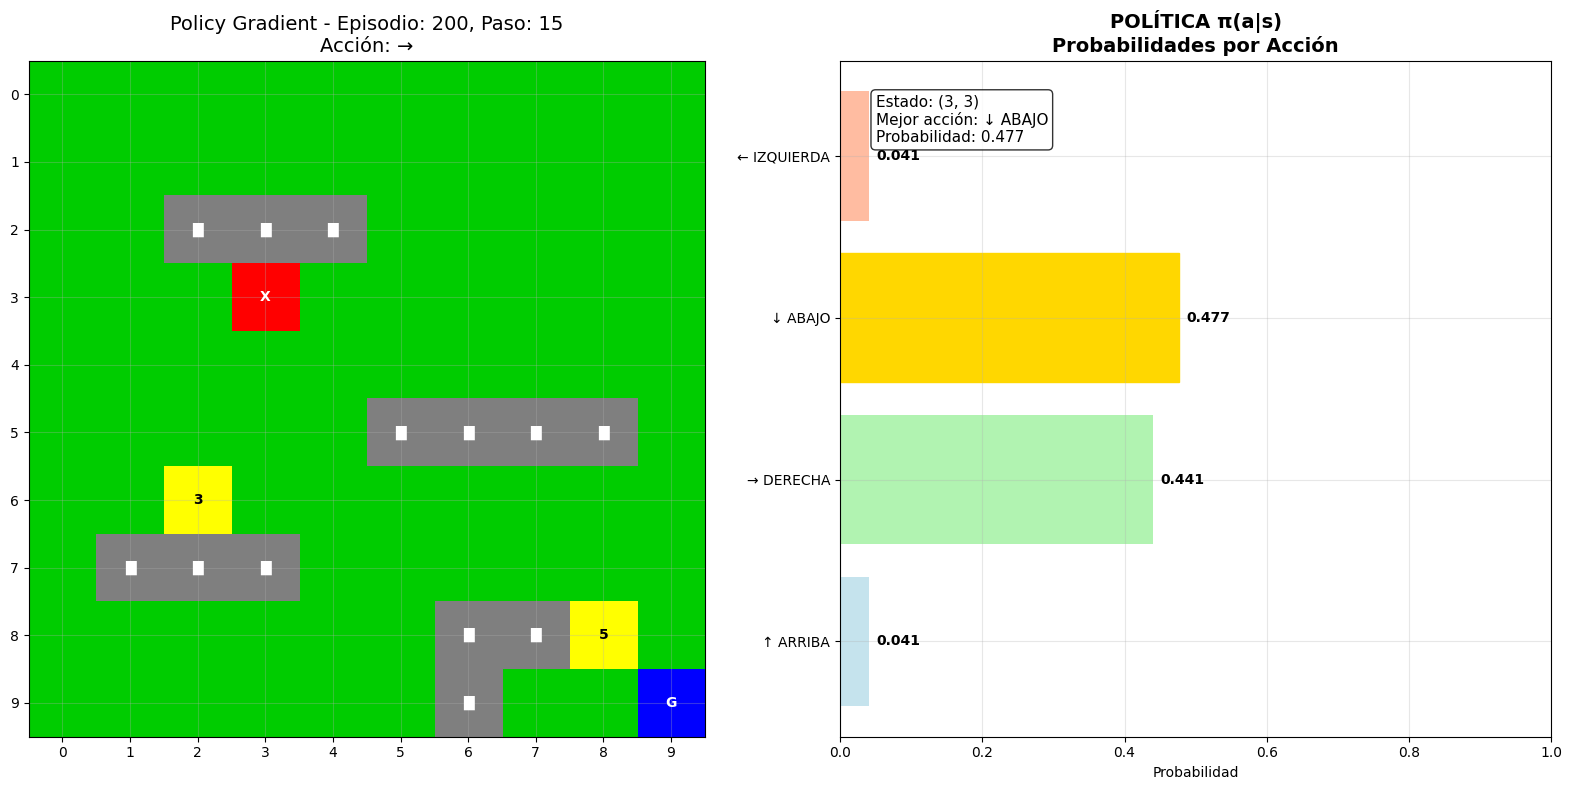 Policy Gradient - Episodio: 200, Paso: 15
Acción: →
0
1
2
3
X
4
5
6
3
7
8
5
9
G
0 1 2 3 4 5 6 7 8 9
POLÍTICA π(a|s)
Probabilidades por Acción
Estado: (3, 3)
Mejor acción: ↓ ABAJO
Probabilidad: 0.477
← IZQUIERDA 0.041
↓ ABAJO 0.477
→ DERECHA 0.441
↑ ARRIBA 0.041
0.0 0.2 0.4 0.6 0.8 1.0
Probabilidad